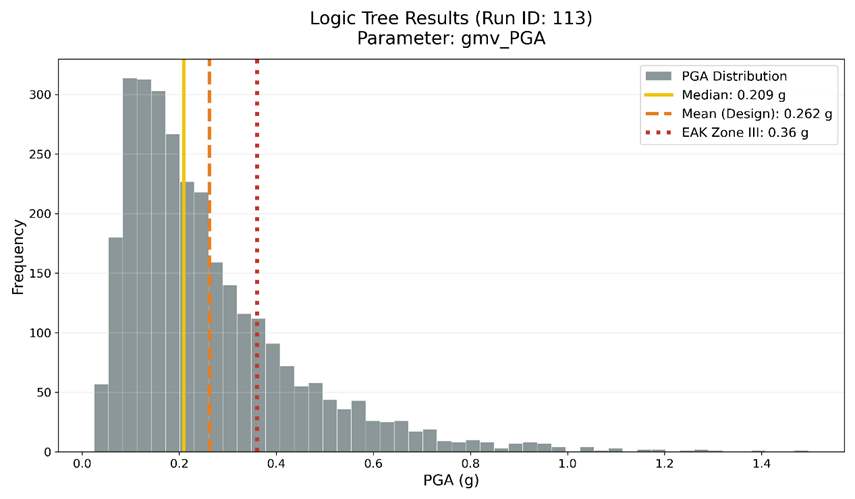 Logic Tree Results (Run ID: 113)
Parameter: gmv_PGA
PGA Distribution
Median: 0.209 g
Mean (Design): 0.262 g
EAK Zone III: 0.36 g
Frequency
300
250
200
150
100
50
0
0.0 0.2 0.4 0.6 0.8 1.0 1.2 1.4
PGA (g)